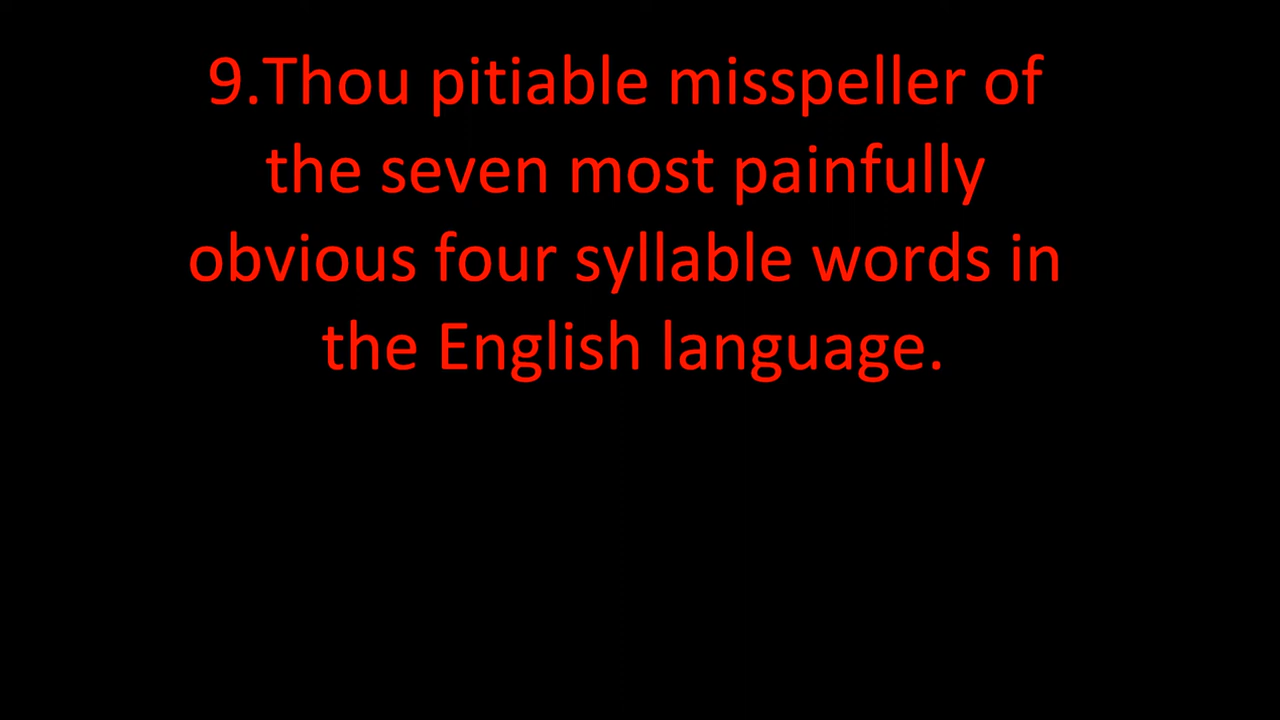 9.Thou pitiable misspeller of
the seven most painfully
obvious four syllable words in
the English language.